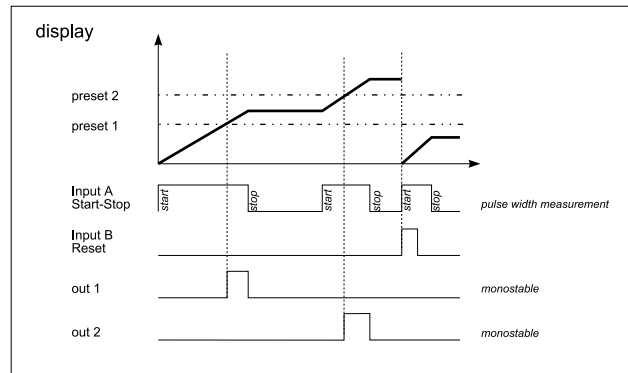 display
preset 2
preset 1
Input A
Start-Stop
start
stop
start
stop
start
stop
pulse width measurement
Input B
Reset
out 1
monostable
out 2
monostable